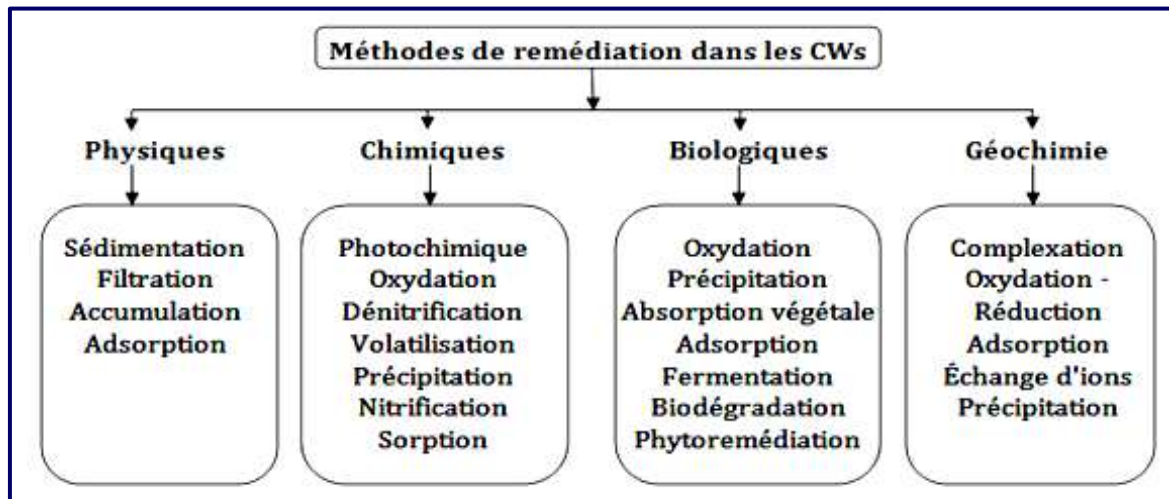 Méthodes de remédiation dans les CWs
Physiques
Chimiques
Biologiques
Géochimie
Sédimentation
Filtration
Accumulation
Adsorption
Photochimique
Oxydation
Dénitrification
Volatilisation
Précipitation
Nitrification
Sorption
Oxydation
Précipitation
Absorption végétale
Adsorption
Fermentation
Biodégradation
Phytoremédiation
Complexation
Oxydation -
Réduction
Adsorption
Échange d'ions
Précipitation